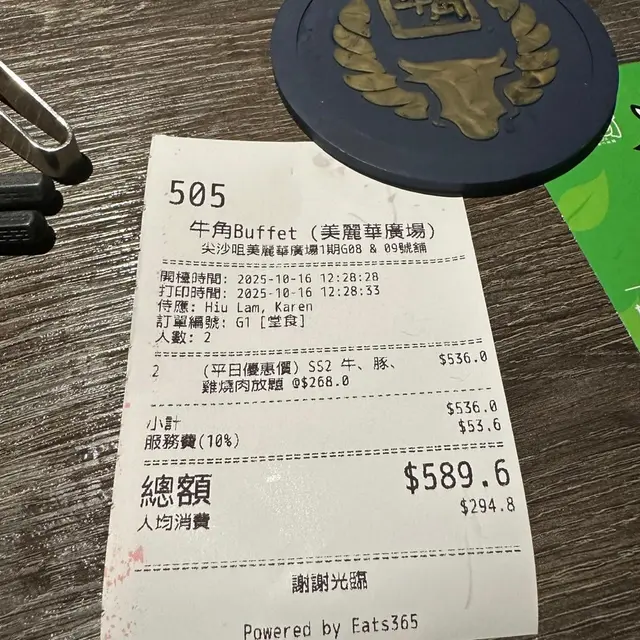 505
牛角Buffet (美麗華廣場)
尖沙咀美麗華廣場1期G08 & 09號舖
開檯時間: 2025-10-16 12:28:28
打印時間: 2025-10-16 12:28:33
侍應: Hiu Lam, Karen
訂單編號: G1 [堂食]
人數: 2
2 (平日優惠價) SS2 牛、豚、 $536.0
雞燒肉放題 @$268.0
小計 $536.0
服務費(10%) $53.6
總額 $589.6
人均消費 $294.8
謝謝光臨
Powered by Eats365